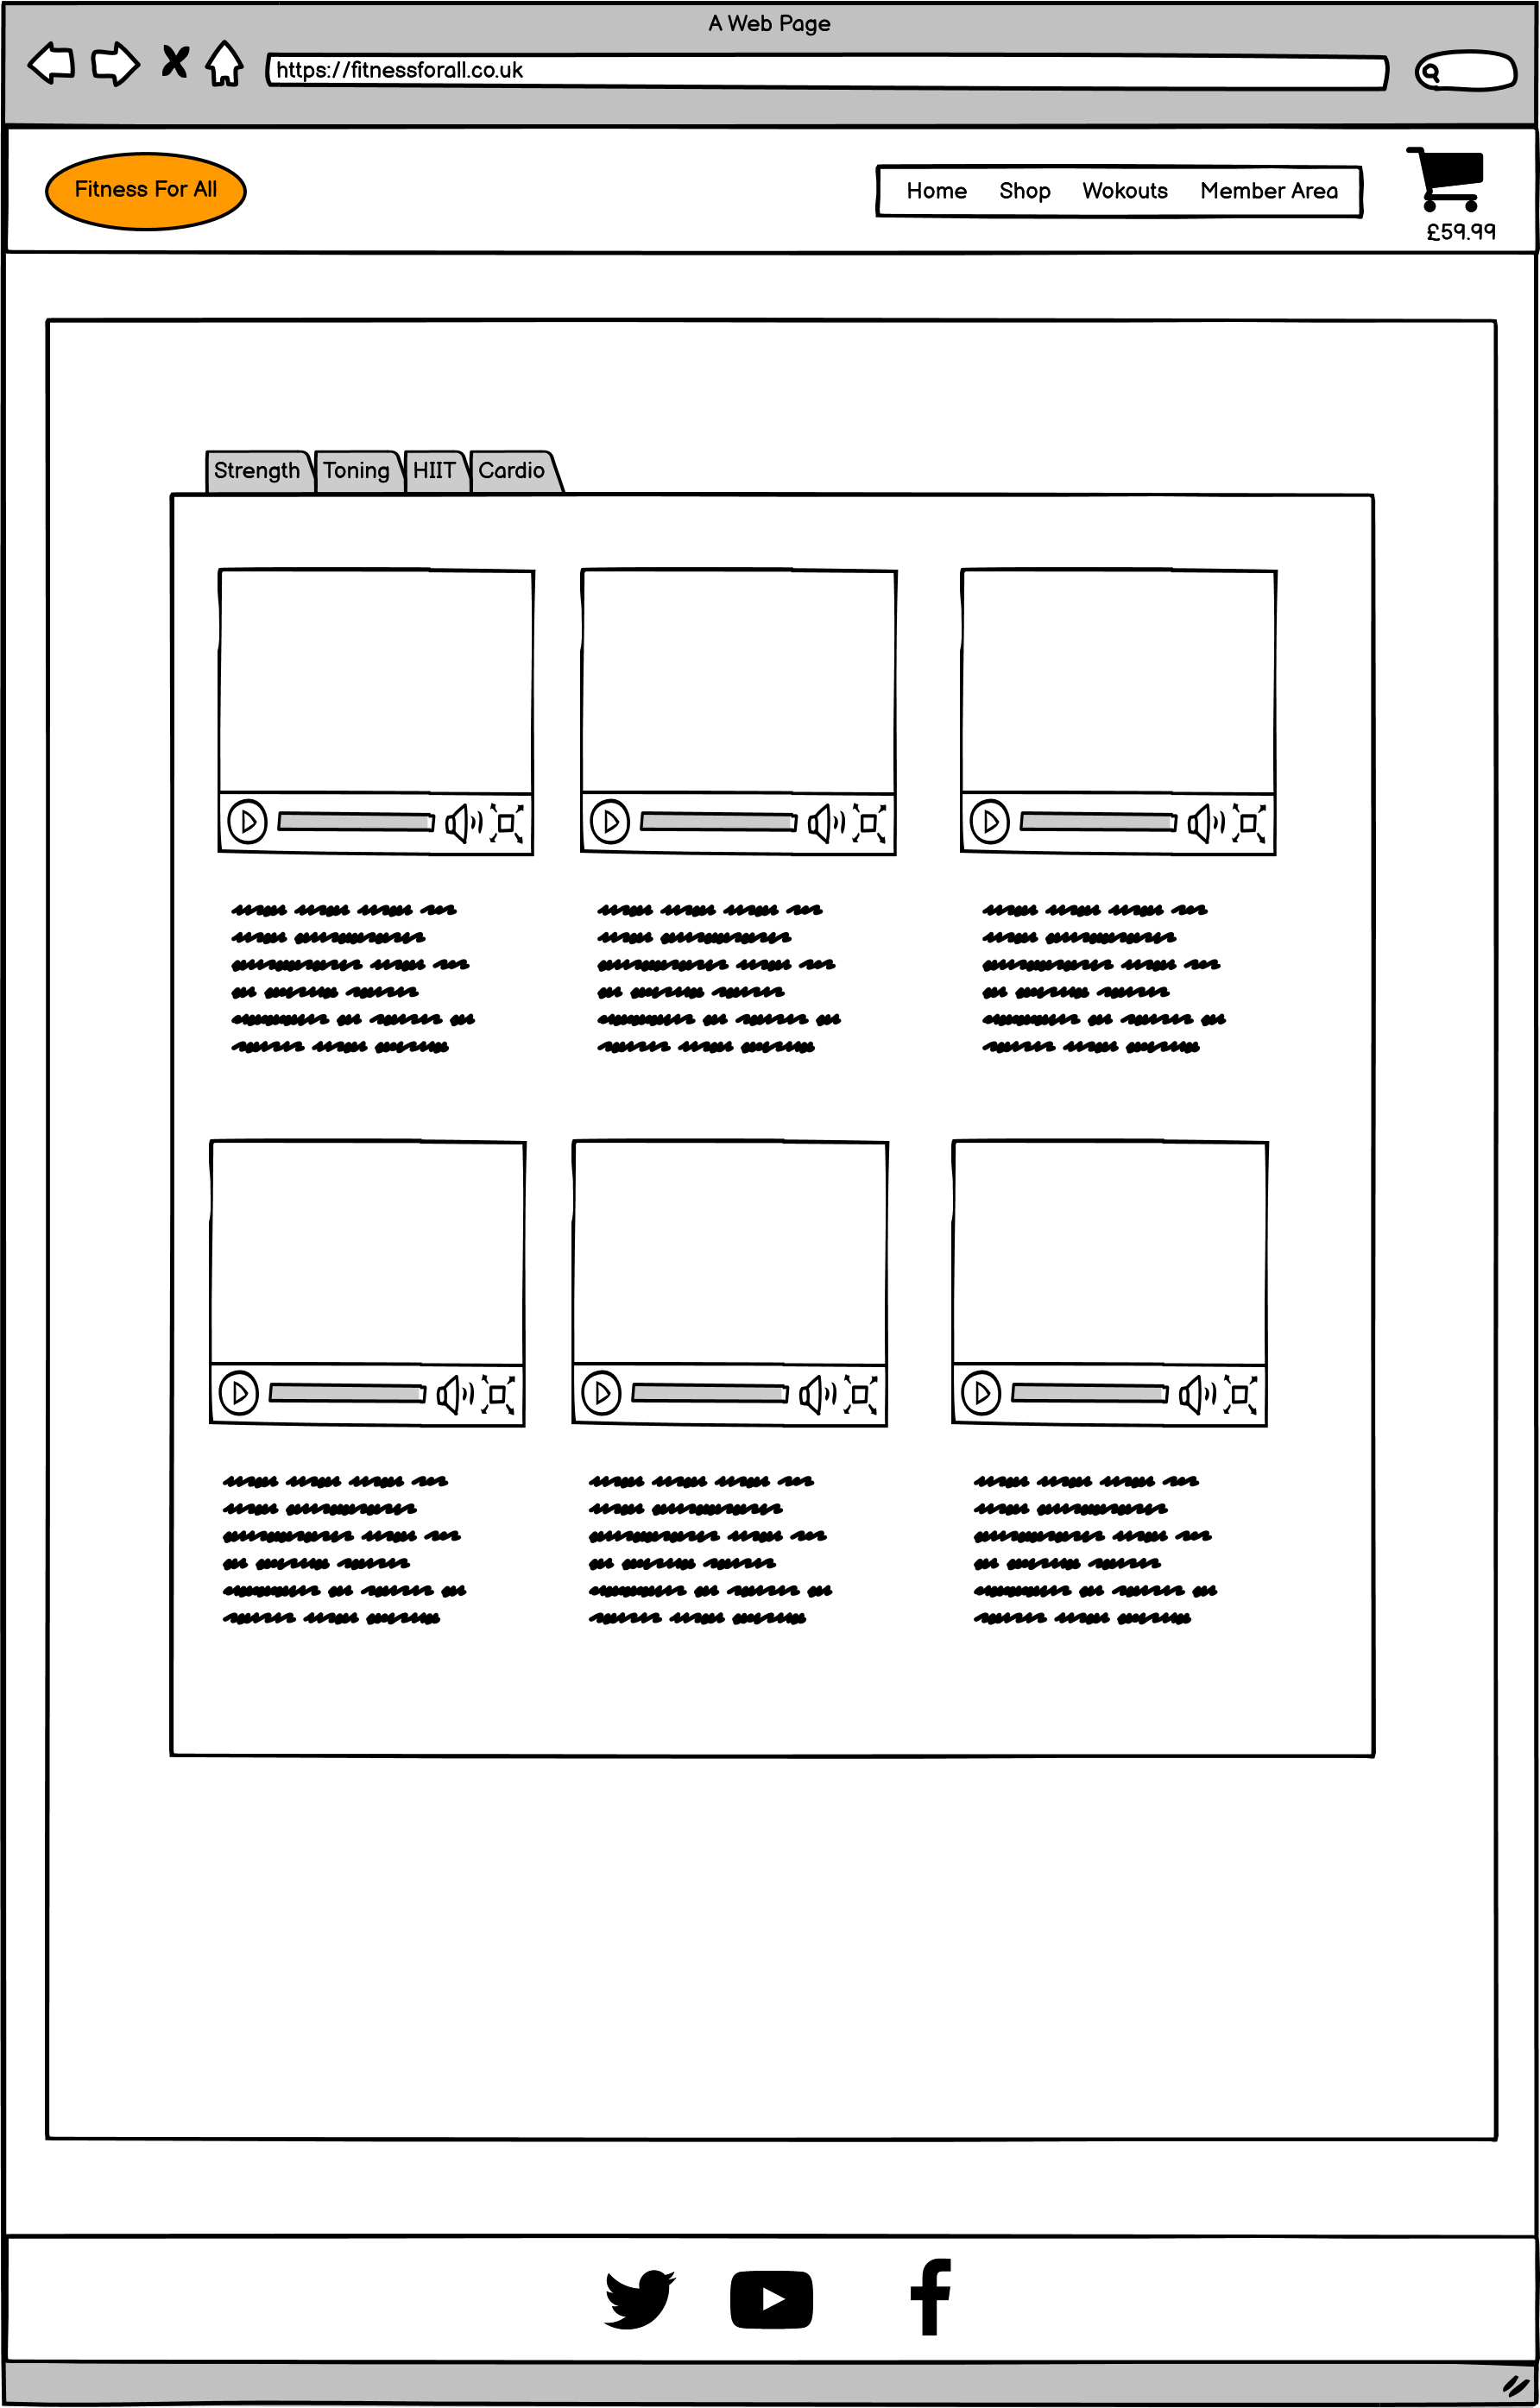 A Web Page
https://fitnessforall.co.uk
Fitness For All
Home Shop Wokouts Member Area
£59.99
Strength Toning HIIT Cardio